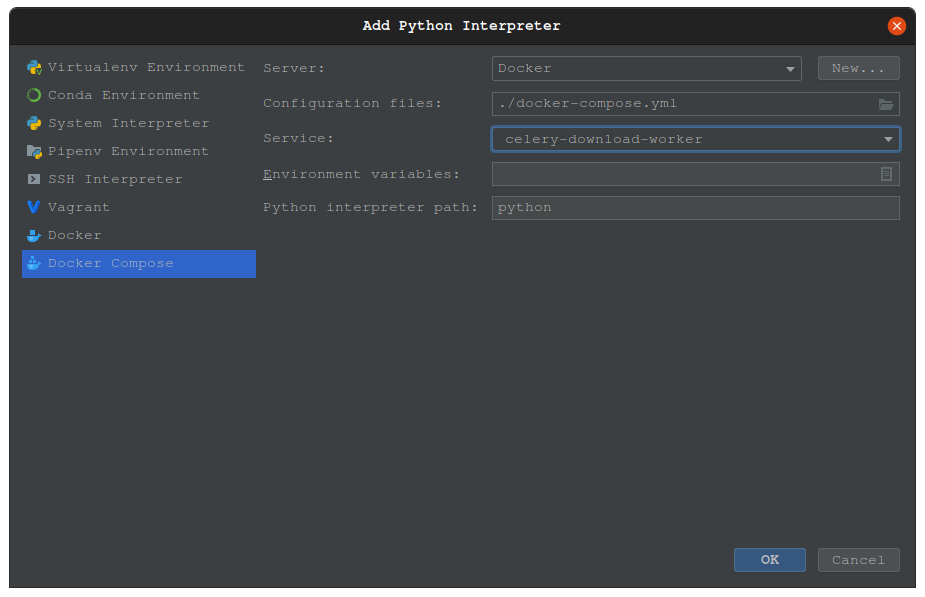 Add Python Interpreter
Virtualenv Environment
Conda Environment
System Interpreter
Pipenv Environment
SSH Interpreter
Vagrant
Docker
Docker Compose
Server: Docker New...
Configuration files: ./docker-compose.yml
Service: celery-download-worker
Environment variables:
Python interpreter path: python
OK Cancel